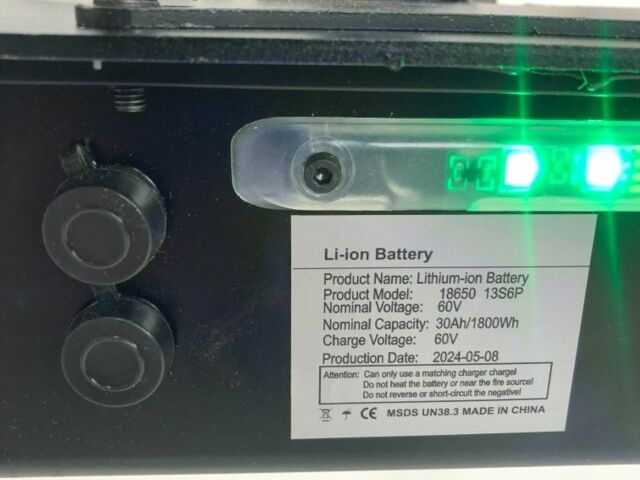 Li-ion Battery
Product Name: Lithium-ion Battery
Product Model: 18650 13S6P
Nominal Voltage: 60V
Nominal Capacity: 30Ah/1800Wh
Charge Voltage: 60V
Production Date: 2024-05-08
Attention: Can only use a matching charger chargel
Do not heat the battery or near the fire source!
Do not reverse or short-circuit the negative!
CE MSDS UN38.3 MADE IN CHINA